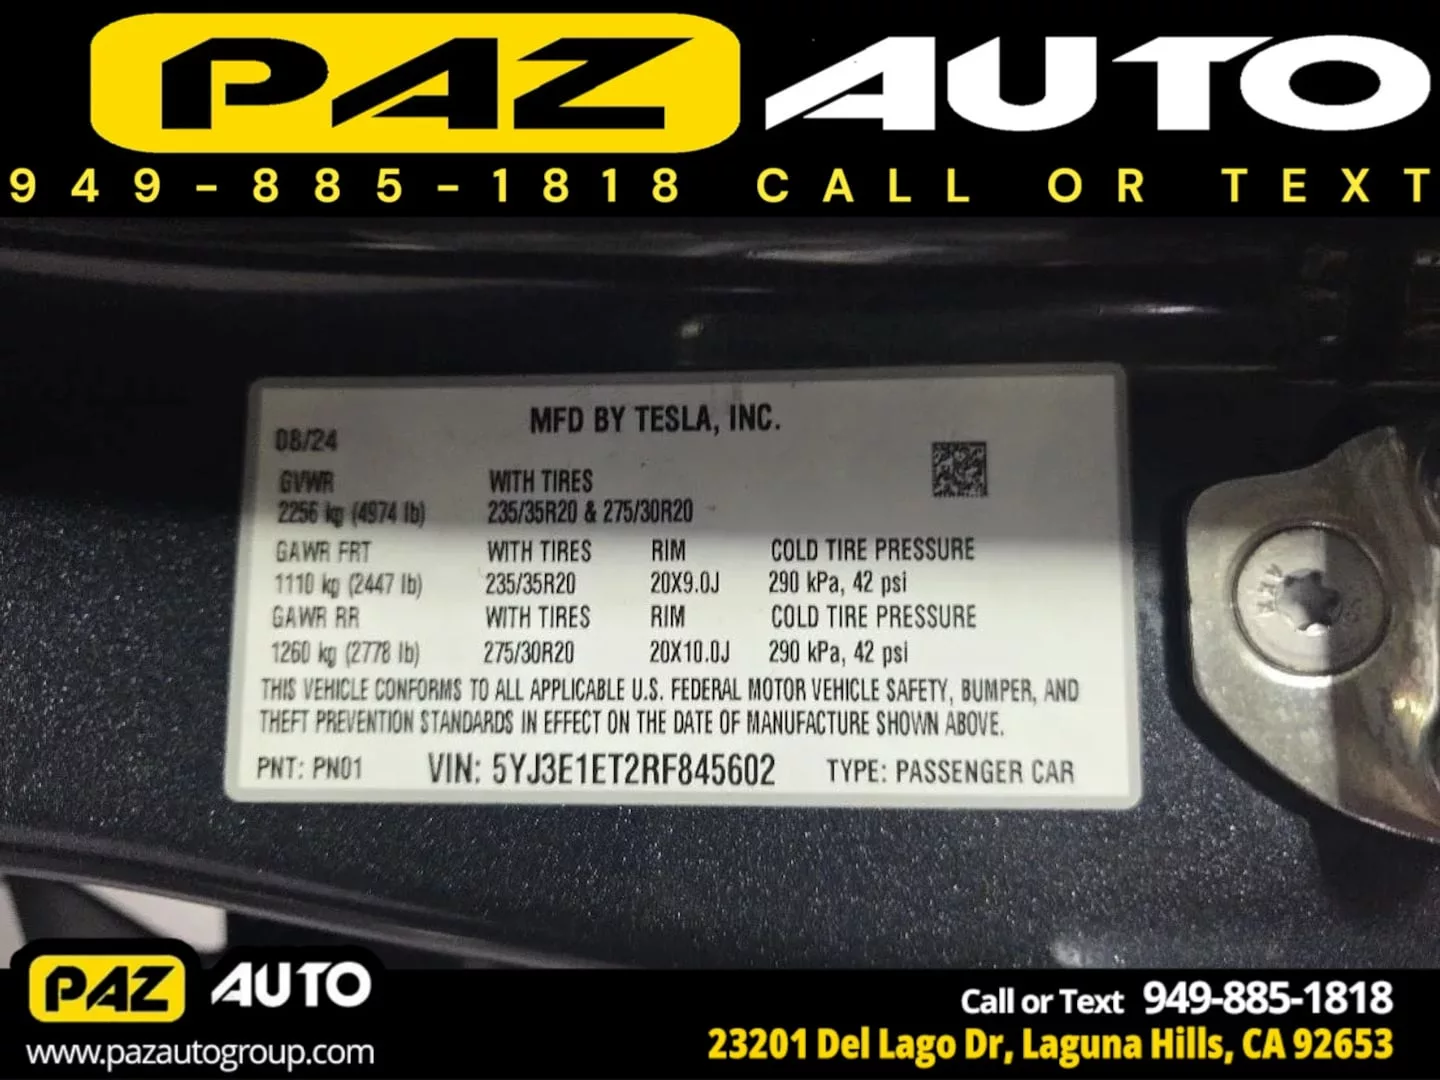 PAZ AUTO
949-885-1818 CALL OR TEXT
MFD BY TESLA, INC.
08/24
GVWR WITH TIRES
2256 kg (4974 lb) 235/35R20 & 275/30R20
GAWR FRT WITH TIRES RIM COLD TIRE PRESSURE
1110 kg (2447 lb) 235/35R20 20X9.0J 290 kPa, 42 psi
GAWR RR WITH TIRES RIM COLD TIRE PRESSURE
1260 kg (2778 lb) 275/30R20 20X10.0J 290 kPa, 42 psi
THIS VEHICLE CONFORMS TO ALL APPLICABLE U.S. FEDERAL MOTOR VEHICLE SAFETY, BUMPER, AND
THEFT PREVENTION STANDARDS IN EFFECT ON THE DATE OF MANUFACTURE SHOWN ABOVE.
PNT: PN01 VIN: 5YJ3E1ET2RF845602 TYPE: PASSENGER CAR
PAZ AUTO
Call or Text 949-885-1818
www.pazautogroup.com
23201 Del Lago Dr, Laguna Hills, CA 92653